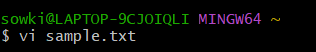 sowki@LAPTOP-9CJOIQLI MINGW64 ~
$ vi sample.txt